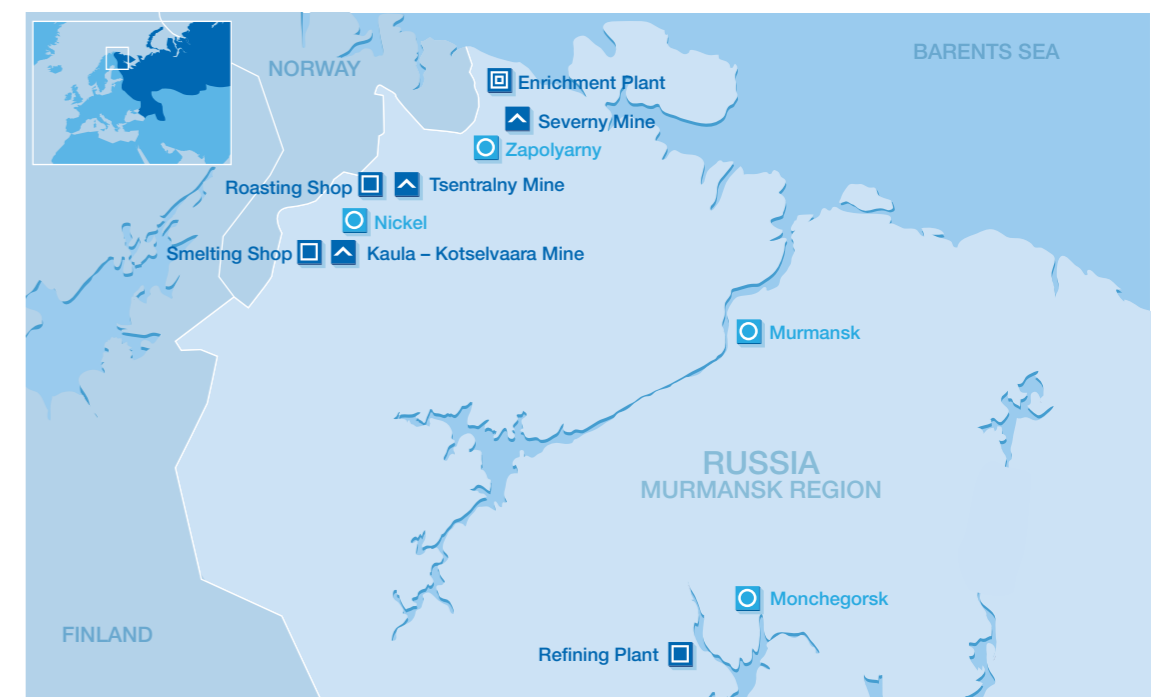 BARENTS SEA
NORWAY
Enrichment Plant
Severny Mine
Zapolyarny
Roasting Shop
Tsentralny Mine
Nickel
Smelting Shop
Kaula – Kotselvaara Mine
Murmansk
RUSSIA
MURMANSK REGION
Monchegorsk
FINLAND
Refining Plant